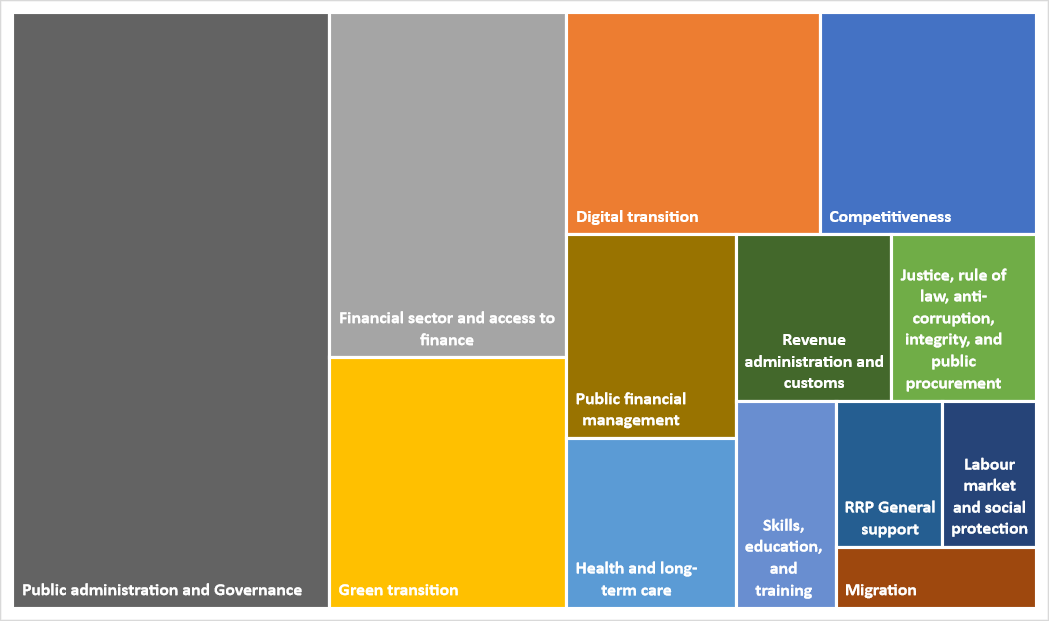 Public administration and Governance
Financial sector and access to
finance
Green transition
Digital transition
Competitiveness
Public financial
management
Revenue
administration and
customs
Justice, rule of
law, anti-
corruption,
integrity, and
public
procurement
Health and long-
term care
Skills,
education,
and
training
RRP General
support
Labour
market
and social
protection
Migration